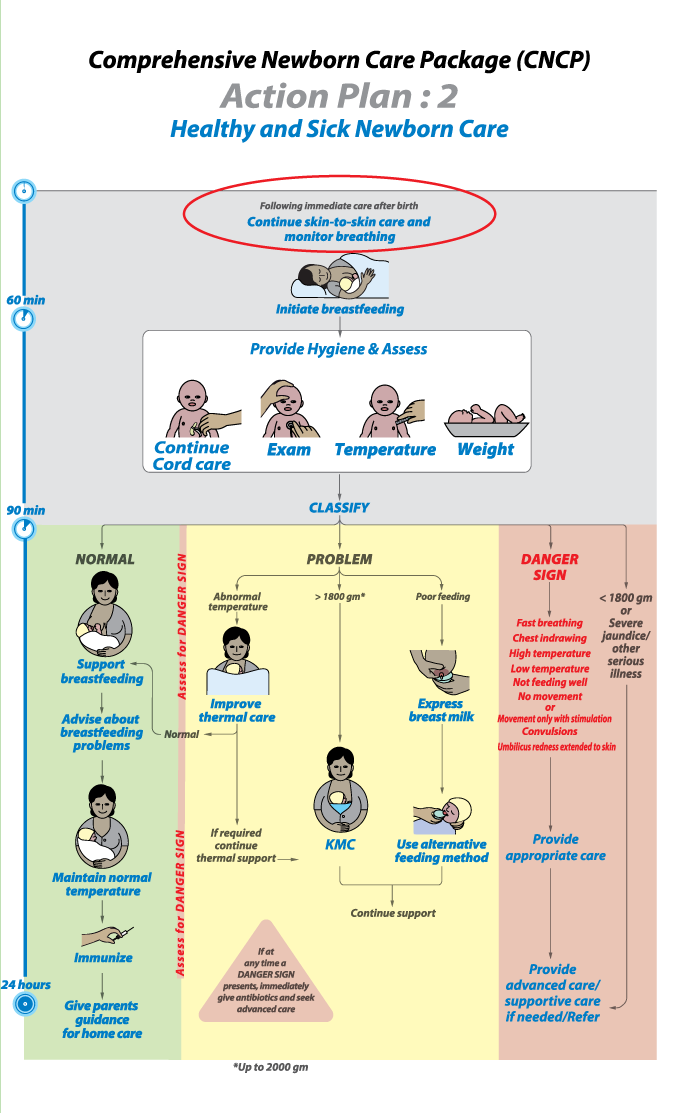 Comprehensive Newborn Care Package (CNCP)
Action Plan : 2
Healthy and Sick Newborn Care
Following immediate care after birth
Continue skin-to-skin care and
monitor breathing
Initiate breastfeeding
60 min
Provide Hygiene & Assess
Continue
Cord care
Exam
Temperature
Weight
90 min
CLASSIFY
NORMAL
Support
breastfeeding
Advise about
breastfeeding
problems
Maintain normal
temperature
Immunize
24 hours
Give parents
guidance
for home care
Assess for DANGER SIGN
Assess for DANGER SIGN
PROBLEM
Abnormal
temperature
Improve
thermal care
Normal
If required
continue
thermal support
> 1800 gm*
KMC
Poor feeding
Express
breast milk
Use alternative
feeding method
Continue support
If at
any time a
DANGER SIGN
presents, immediately
give antibiotics and seek
advanced care
DANGER
SIGN
Fast breathing
Chest indrawing
High temperature
Low temperature
Not feeding well
No movement
or
Movement only with stimulation
Convulsions
Umbilicus redness extended to skin
Provide
appropriate care
Provide
advanced care/
supportive care
if needed/Refer
< 1800 gm
or
Severe
jaundice/
other
serious
illness
*Up to 2000 gm